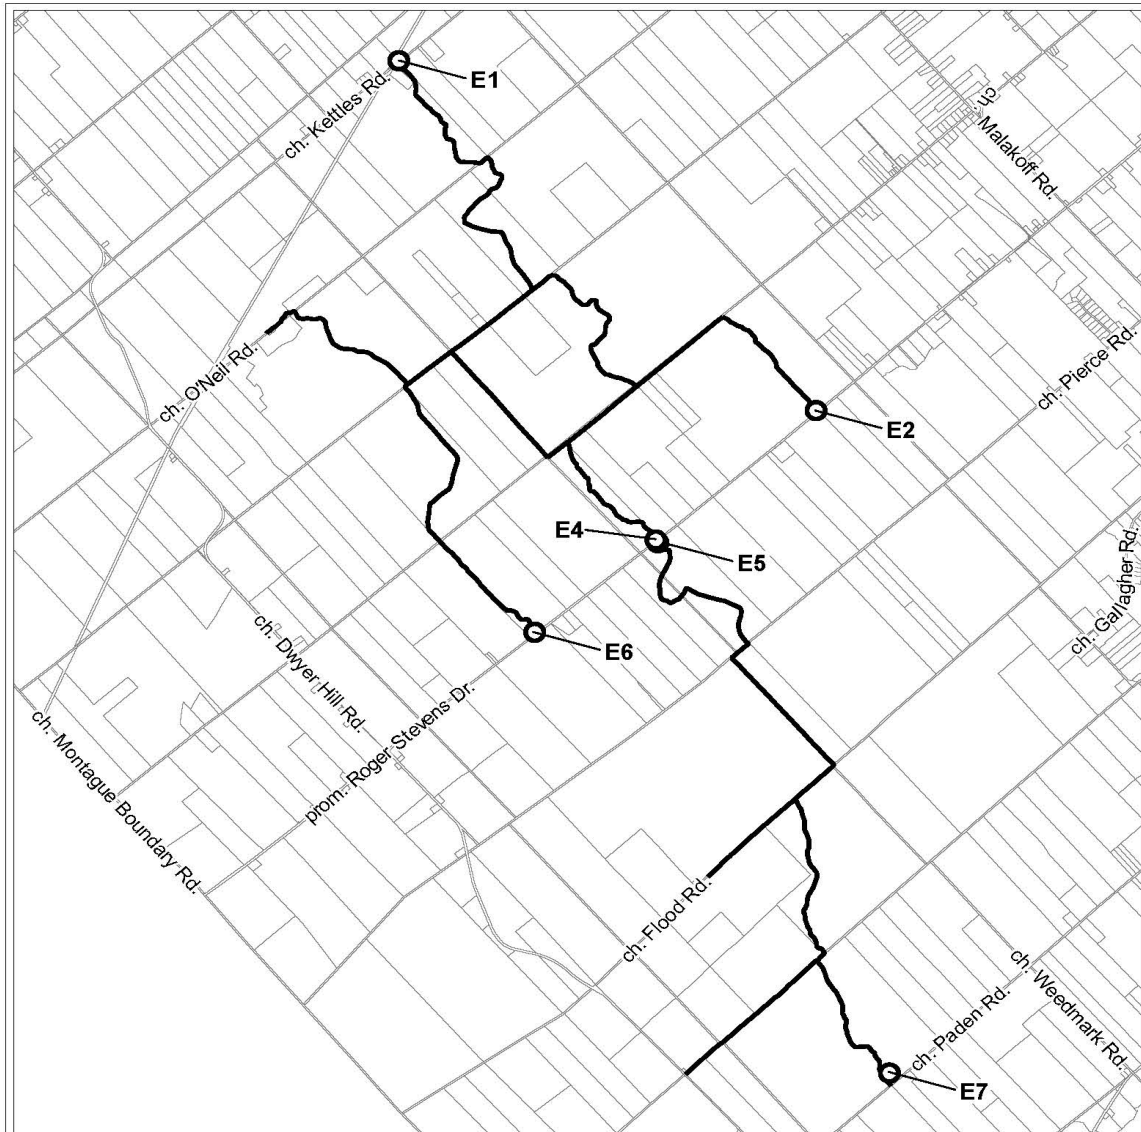 E1
ch. Kettles Rd.
ch. Malakoff Rd.
ch. O'Neil Rd.
ch. Pierce Rd.
E2
E4
E5
ch. Gallagher Rd.
ch. Dwyer Hill Rd.
E6
prom. Roger Stevens Dr.
ch. Montague Boundary Rd.
ch. Flood Rd.
ch. Paden Rd.
ch. Weedmark Rd.
E7